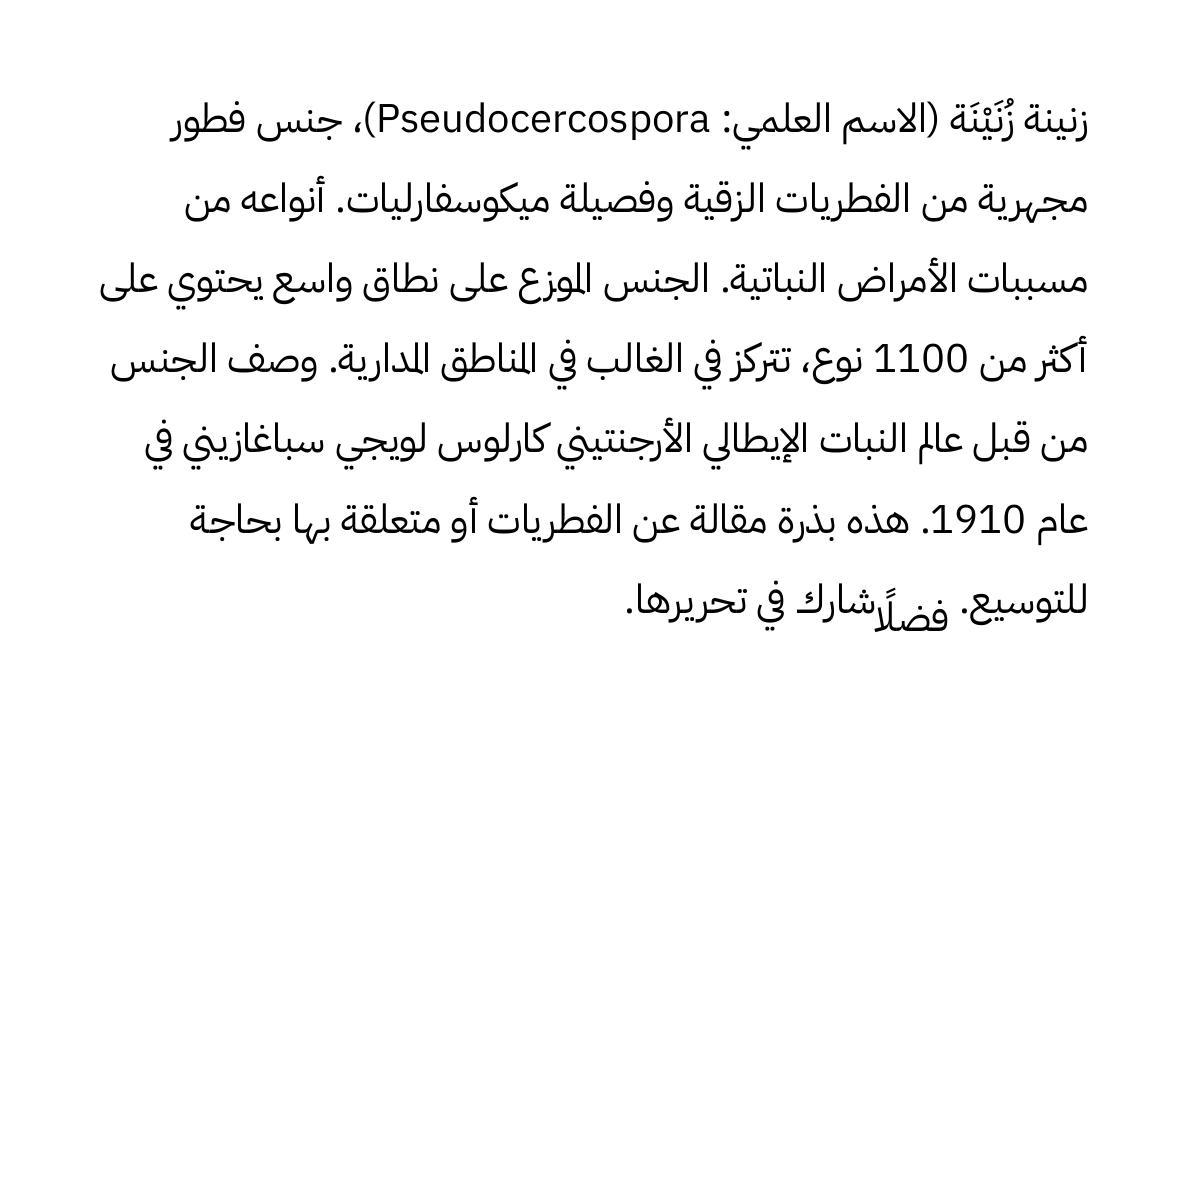 زنينة زُنَيْنَة (الاسم العلمي: Pseudocercospora)، جنس فطور
مجهرية من الفطريات الزقية وفصيلة ميكوسفارليات. أنواعه من
مسببات الأمراض النباتية. الجنس الموزع على نطاق واسع يحتوي على
أكثر من 1100 نوع، تتركز في الغالب في المناطق المدارية. وصف الجنس
من قبل عالم النبات الإيطالي الأرجنتيني كارلوس لويجي سباغازيني في
عام 1910. هذه بذرة مقالة عن الفطريات أو متعلقة بها بحاجة
للتوسيع. فضلًا شارك في تحريرها.